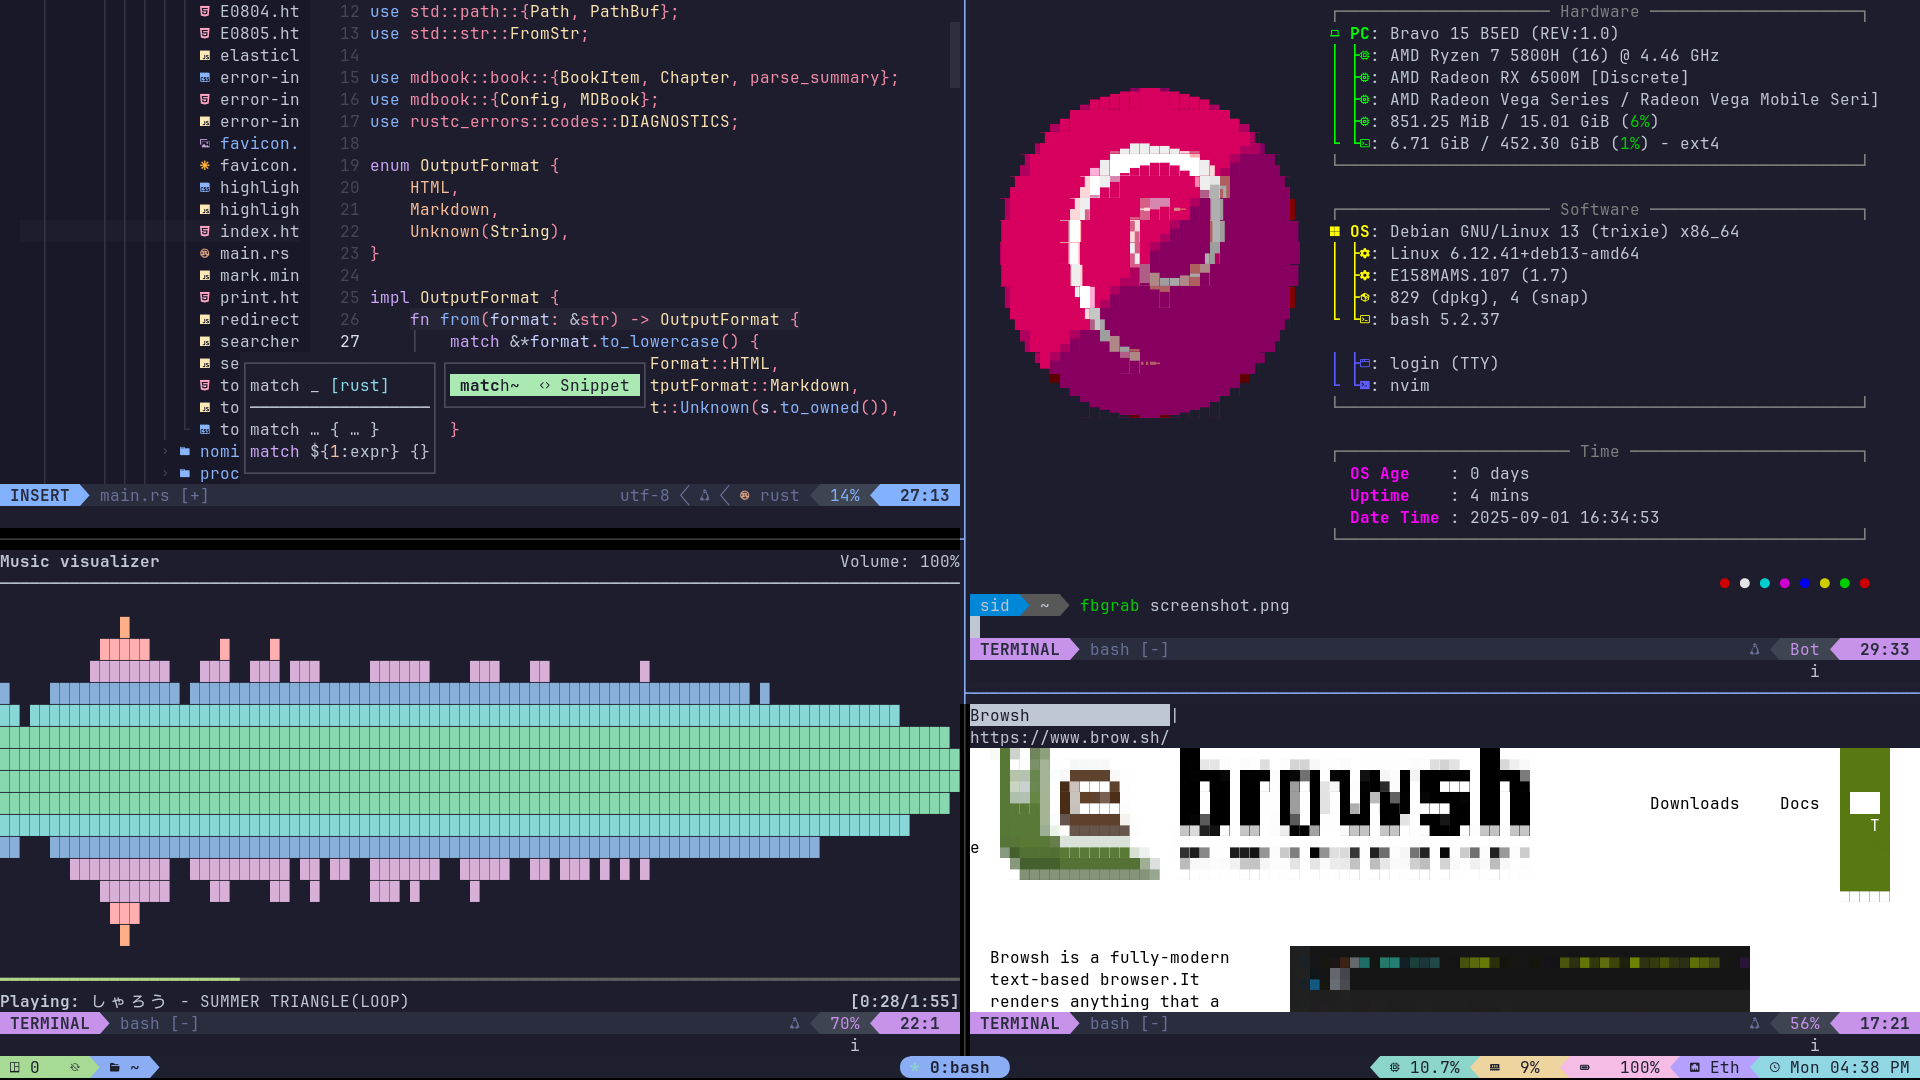 E0804.ht
E0805.ht
elasticl
error-in
error-in
error-in
favicon.
favicon.
highligh
highligh
index.ht
main.rs
mark.min
print.ht
redirect
searcher
se
to
to
to
nomi
proc
12 use std::path::{Path, PathBuf};
13 use std::str::FromStr;
14
15 use mdbook::book::{BookItem, Chapter, parse_summary};
16 use mdbook::{Config, MDBook};
17 use rustc_errors::codes::DIAGNOSTICS;
18
19 enum OutputFormat {
20 HTML,
21 Markdown,
22 Unknown(String),
23 }
24
25 impl OutputFormat {
26 fn from(format: &str) -> OutputFormat {
27 match &*format.to_lowercase() {
Format::HTML,
tputFormat::Markdown,
t::Unknown(s.to_owned()),
}
match _ [rust]
match … { … }
match ${1:expr} {}
match~ <> Snippet
INSERT main.rs [+] utf-8 rust 14% 27:13
Music visualizer Volume: 100%
Playing: しゃろう - SUMMER TRIANGLE(LOOP) [0:28/1:55]
TERMINAL bash [-] 70% 22:1
i
Hardware
PC: Bravo 15 B5ED (REV:1.0)
: AMD Ryzen 7 5800H (16) @ 4.46 GHz
: AMD Radeon RX 6500M [Discrete]
: AMD Radeon Vega Series / Radeon Vega Mobile Seri]
: 851.25 MiB / 15.01 GiB (6%)
: 6.71 GiB / 452.30 GiB (1%) - ext4
Software
OS: Debian GNU/Linux 13 (trixie) x86_64
: Linux 6.12.41+deb13-amd64
: E158MAMS.107 (1.7)
: 829 (dpkg), 4 (snap)
: bash 5.2.37
: login (TTY)
: nvim
Time
OS Age : 0 days
Uptime : 4 mins
Date Time : 2025-09-01 16:34:53
sid ~ fbgrab screenshot.png
TERMINAL bash [-] Bot 29:33
i
Browsh |
https://www.brow.sh/
browsh
Downloads Docs
T
e
Browsh is a fully-modern
text-based browser.It
renders anything that a
TERMINAL bash [-] 56% 17:21
i
0 ~ * 0:bash 10.7% 9% 100% Eth Mon 04:38 PM